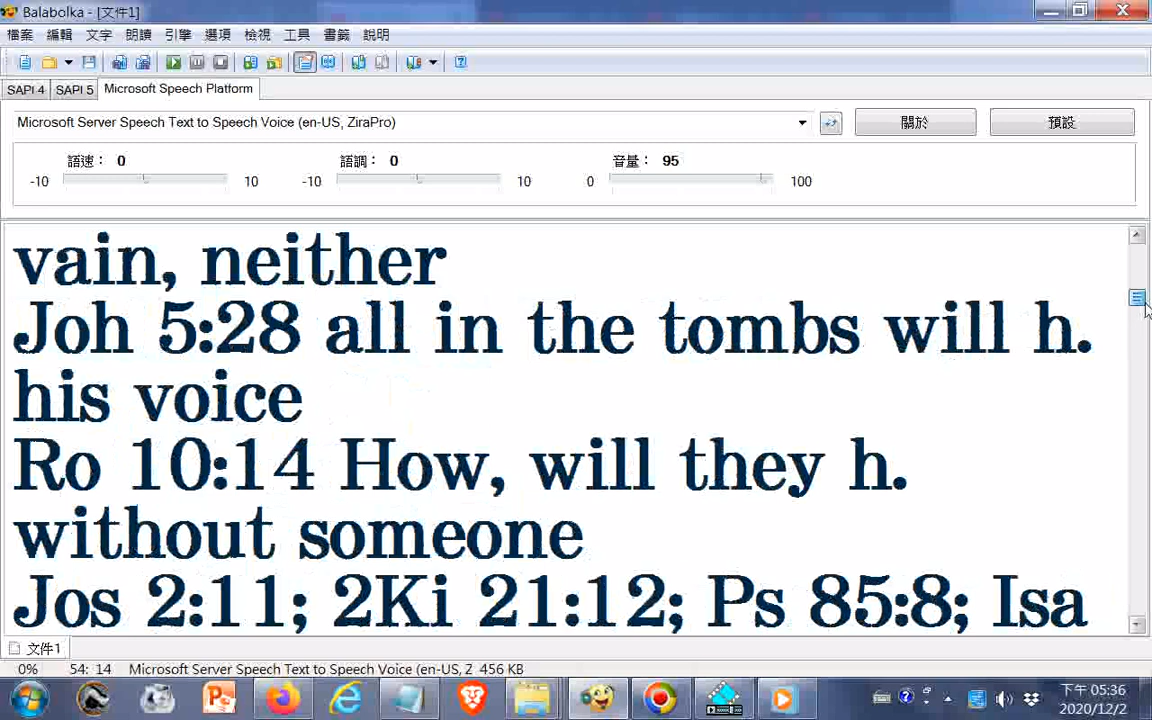 Balabolka - [文件1]
檔案 編輯 文字 朗讀 引擎 選項 檢視 工具 書籤 說明
SAPI 4 SAPI 5 Microsoft Speech Platform
Microsoft Server Speech Text to Speech Voice (en-US, ZiraPro) 關於 預設
語速： 0 語調： 0 音量： 95
-10 10 -10 10 0 100
vain, neither
Joh 5:28 all in the tombs will h.
his voice
Ro 10:14 How, will they h.
without someone
Jos 2:11; 2Ki 21:12; Ps 85:8; Isa
文件1
0% 54: 14 Microsoft Server Speech Text to Speech Voice (en-US, Z 456 KB
下午 05:36
2020/12/2